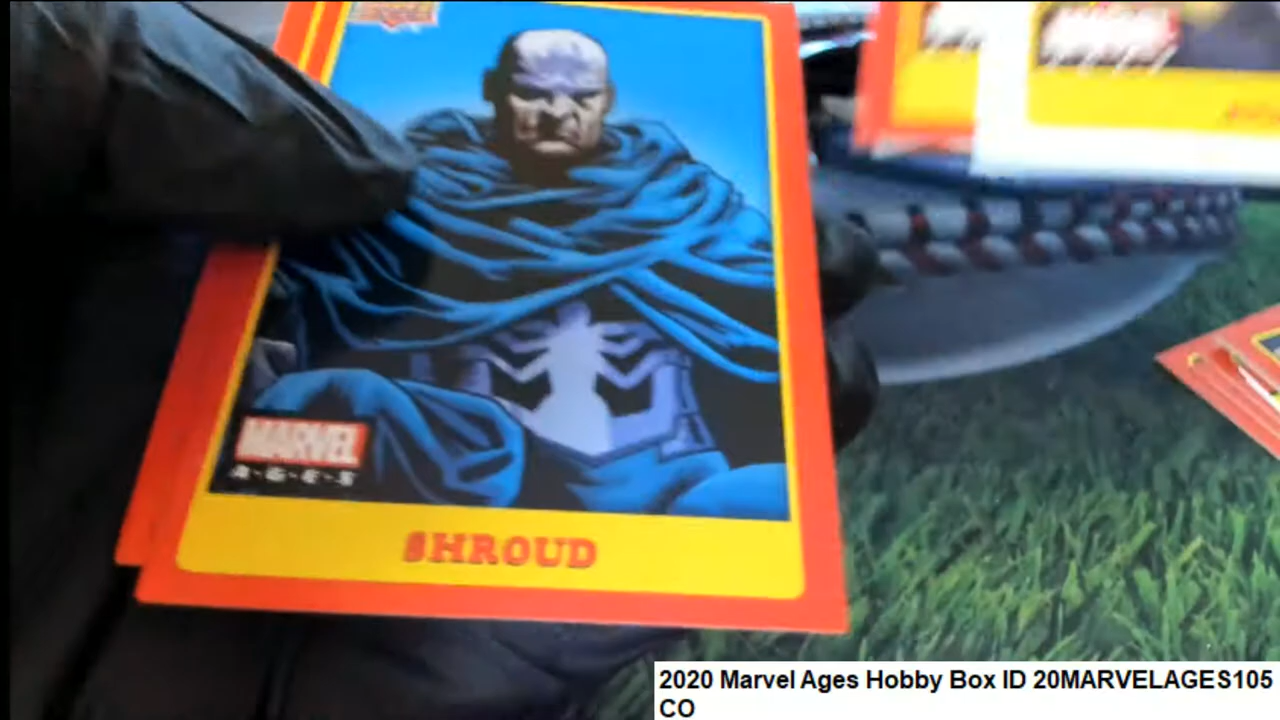 MARVEL
A·G·E·S
SHROUD
2020 Marvel Ages Hobby Box ID 20MARVELAGES105
CO